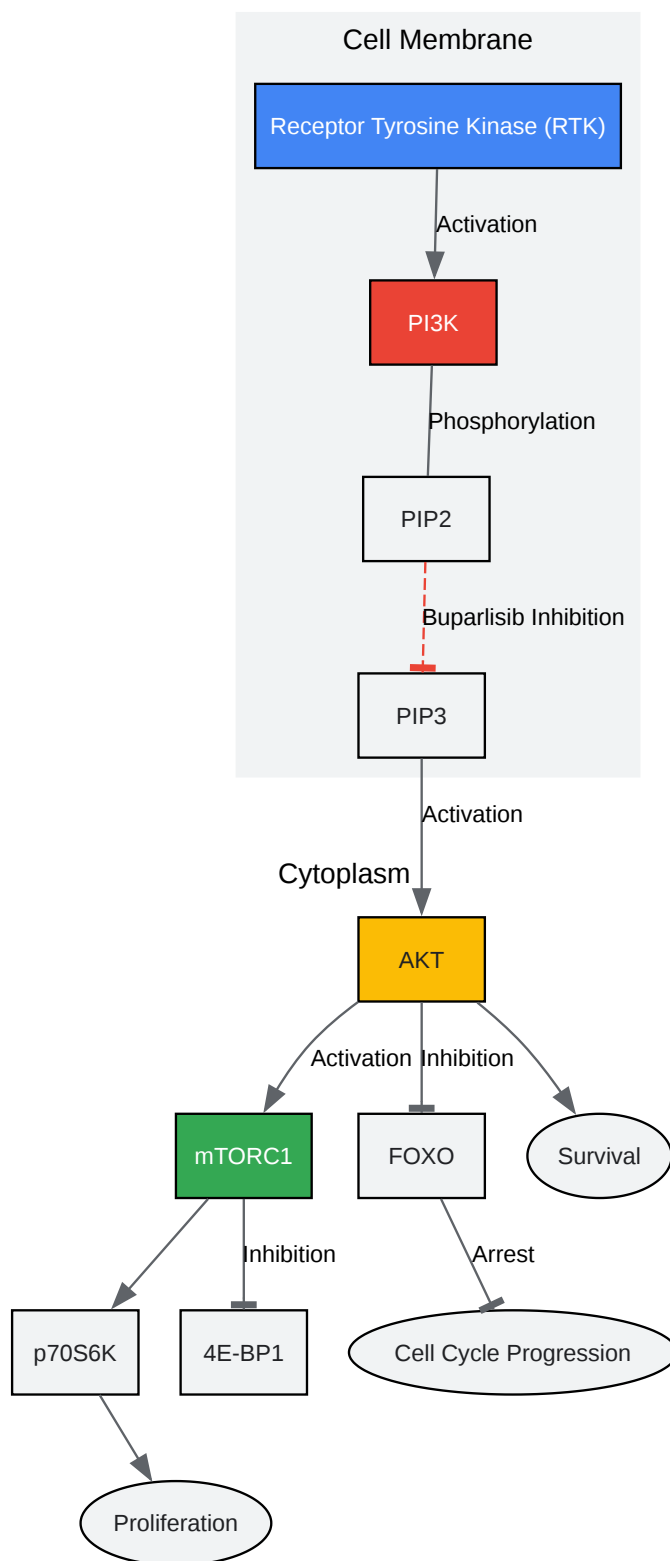 Cell Membrane
Receptor Tyrosine Kinase (RTK)
Activation
PI3K
Phosphorylation
PIP2
Buparlisib Inhibition
PIP3
Activation
Cytoplasm
AKT
Activation
Inhibition
mTORC1
FOXO
Survival
Inhibition
Arrest
p70S6K
4E-BP1
Cell Cycle Progression
Proliferation